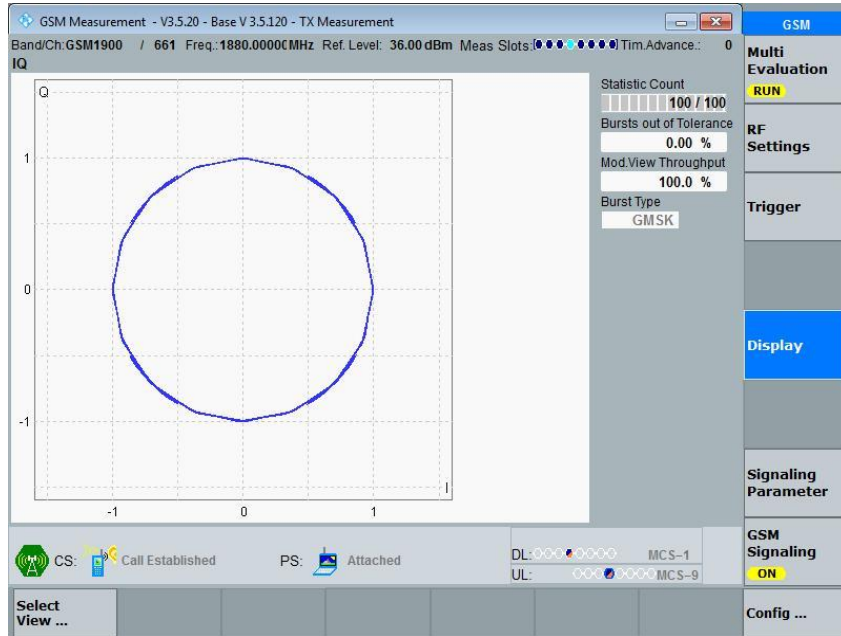 GSM Measurement - V3.5.20 - Base V 3.5.120 - TX Measurement
GSM
Band/Ch:GSM1900 / 661 Freq.:1880.0000 MHz Ref. Level: 36.00 dBm Meas Slots: Tim.Advance.: 0
IQ
Multi
Evaluation
RUN
RF
Settings
Trigger
Display
Signaling
Parameter
GSM
Signaling
ON
Config ...
Statistic Count
100 / 100
Bursts out of Tolerance
0.00 %
Mod.View Throughput
100.0 %
Burst Type
GMSK
Q
1
0
-1
I
-1 0 1
CS: Call Established PS: Attached
DL: MCS-1
UL: MCS-9
Select
View ...